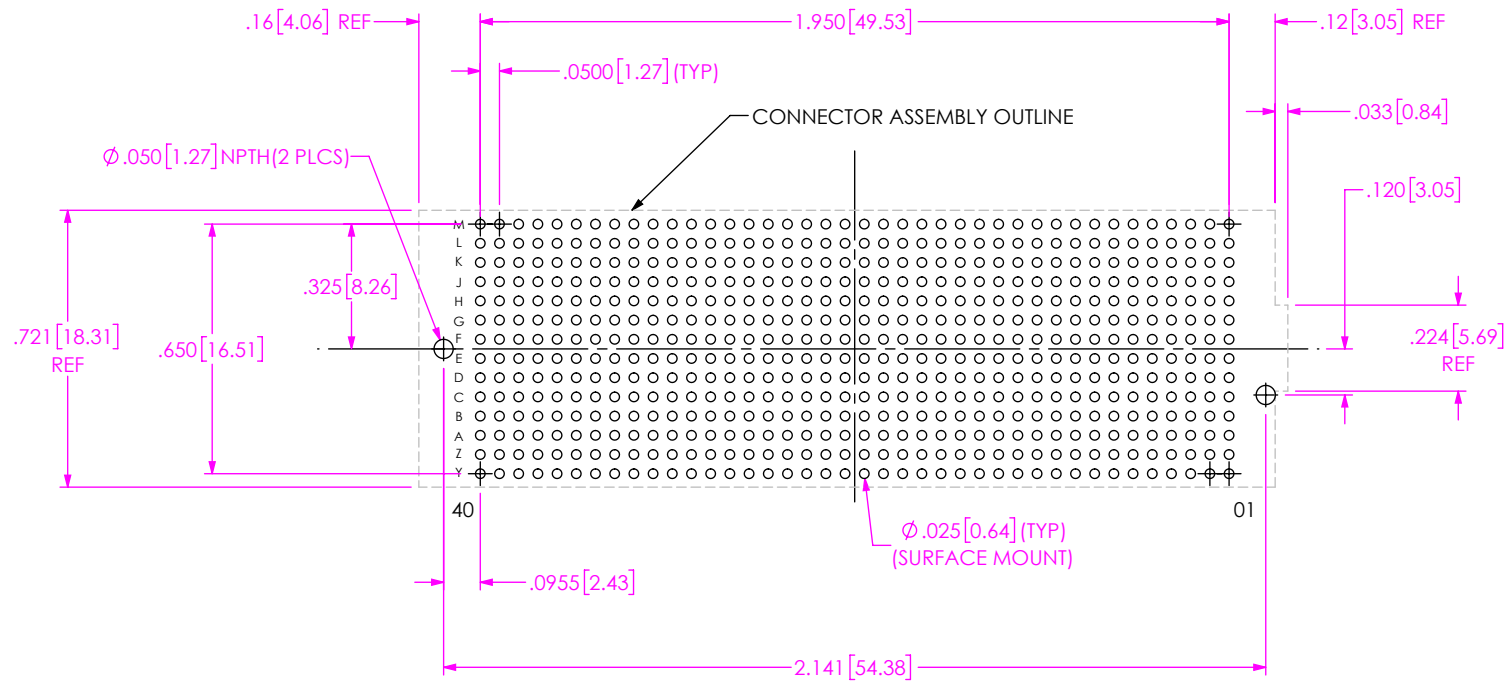 .16[4.06] REF
1.950[49.53]
.12[3.05] REF
.0500[1.27](TYP)
CONNECTOR ASSEMBLY OUTLINE
.033[0.84]
Ø.050[1.27]NPTH(2 PLCS)
.120[3.05]
M
L
K
J
H
G
F
E
D
C
B
A
Z
Y
.325[8.26]
.721[18.31]
REF
.650[16.51]
.224[5.69]
REF
40
01
Ø.025[0.64](TYP)
(SURFACE MOUNT)
.0955[2.43]
2.141[54.38]